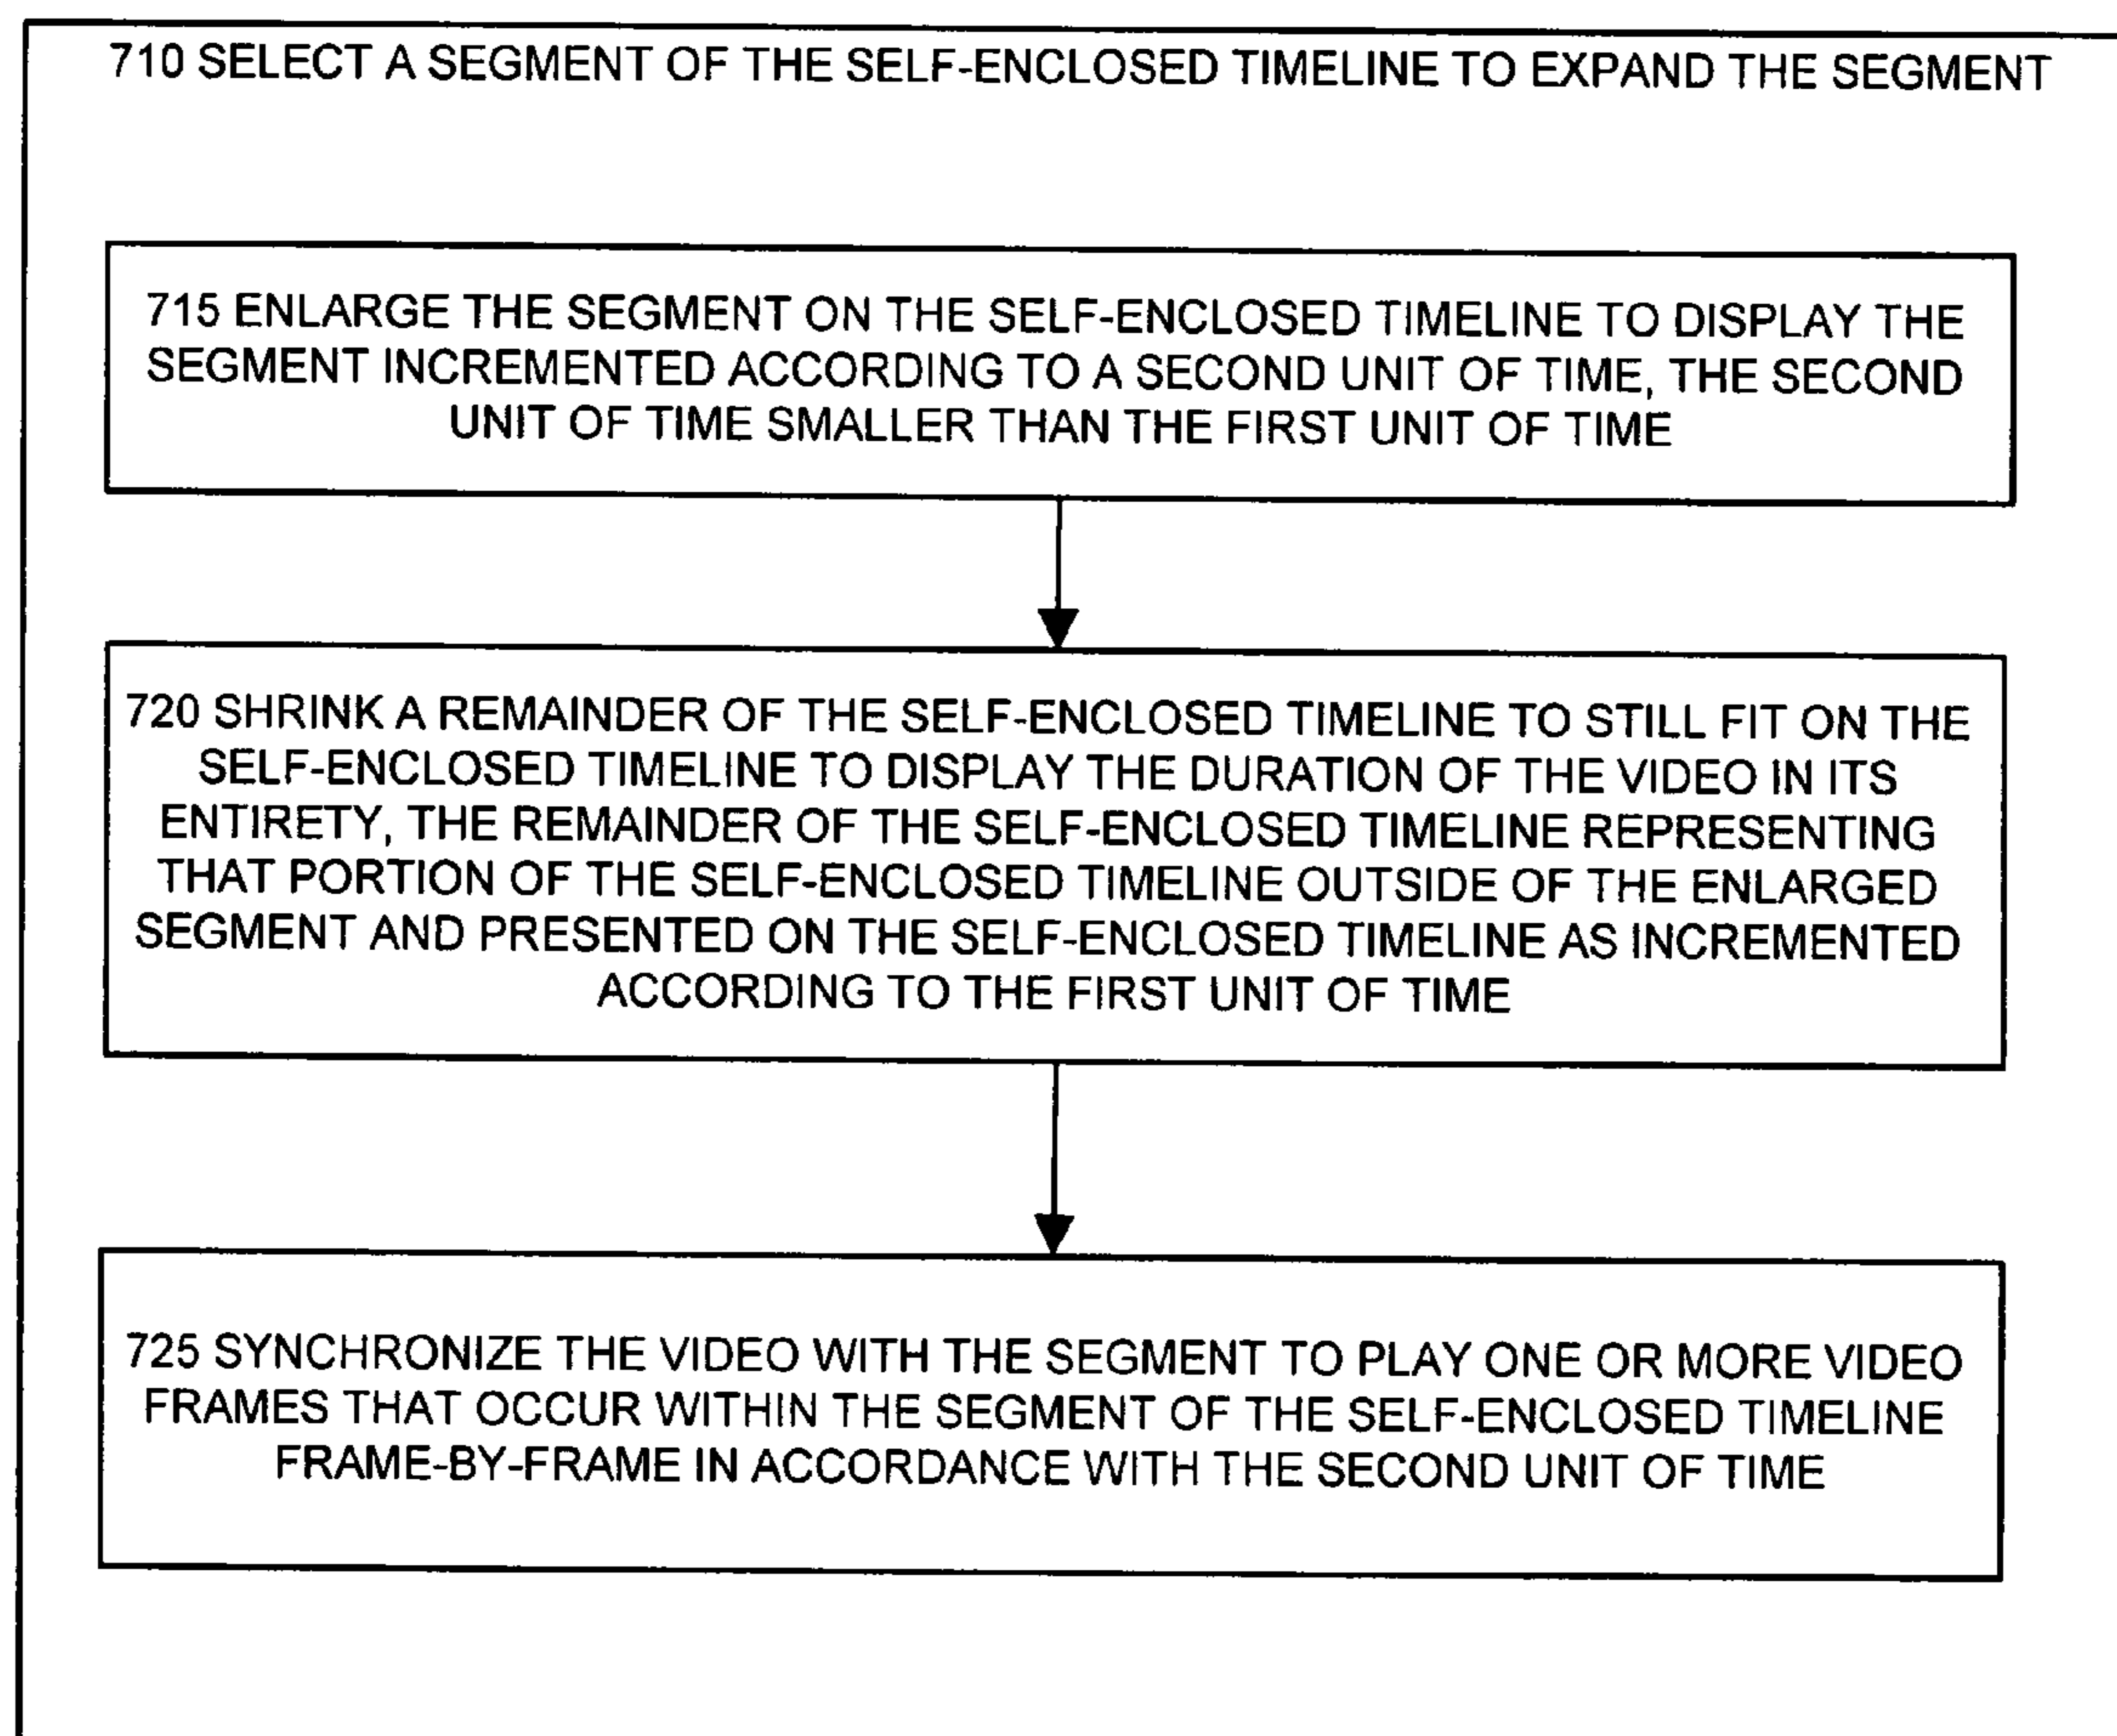 710 SELECT A SEGMENT OF THE SELF-ENCLOSED TIMELINE TO EXPAND THE SEGMENT
715 ENLARGE THE SEGMENT ON THE SELF-ENCLOSED TIMELINE TO DISPLAY THE
SEGMENT INCREMENTED ACCORDING TO A SECOND UNIT OF TIME, THE SECOND
UNIT OF TIME SMALLER THAN THE FIRST UNIT OF TIME
720 SHRINK A REMAINDER OF THE SELF-ENCLOSED TIMELINE TO STILL FIT ON THE
SELF-ENCLOSED TIMELINE TO DISPLAY THE DURATION OF THE VIDEO IN ITS
ENTIRETY, THE REMAINDER OF THE SELF-ENCLOSED TIMELINE REPRESENTING
THAT PORTION OF THE SELF-ENCLOSED TIMELINE OUTSIDE OF THE ENLARGED
SEGMENT AND PRESENTED ON THE SELF-ENCLOSED TIMELINE AS INCREMENTED
ACCORDING TO THE FIRST UNIT OF TIME
725 SYNCHRONIZE THE VIDEO WITH THE SEGMENT TO PLAY ONE OR MORE VIDEO
FRAMES THAT OCCUR WITHIN THE SEGMENT OF THE SELF-ENCLOSED TIMELINE
FRAME-BY-FRAME IN ACCORDANCE WITH THE SECOND UNIT OF TIME